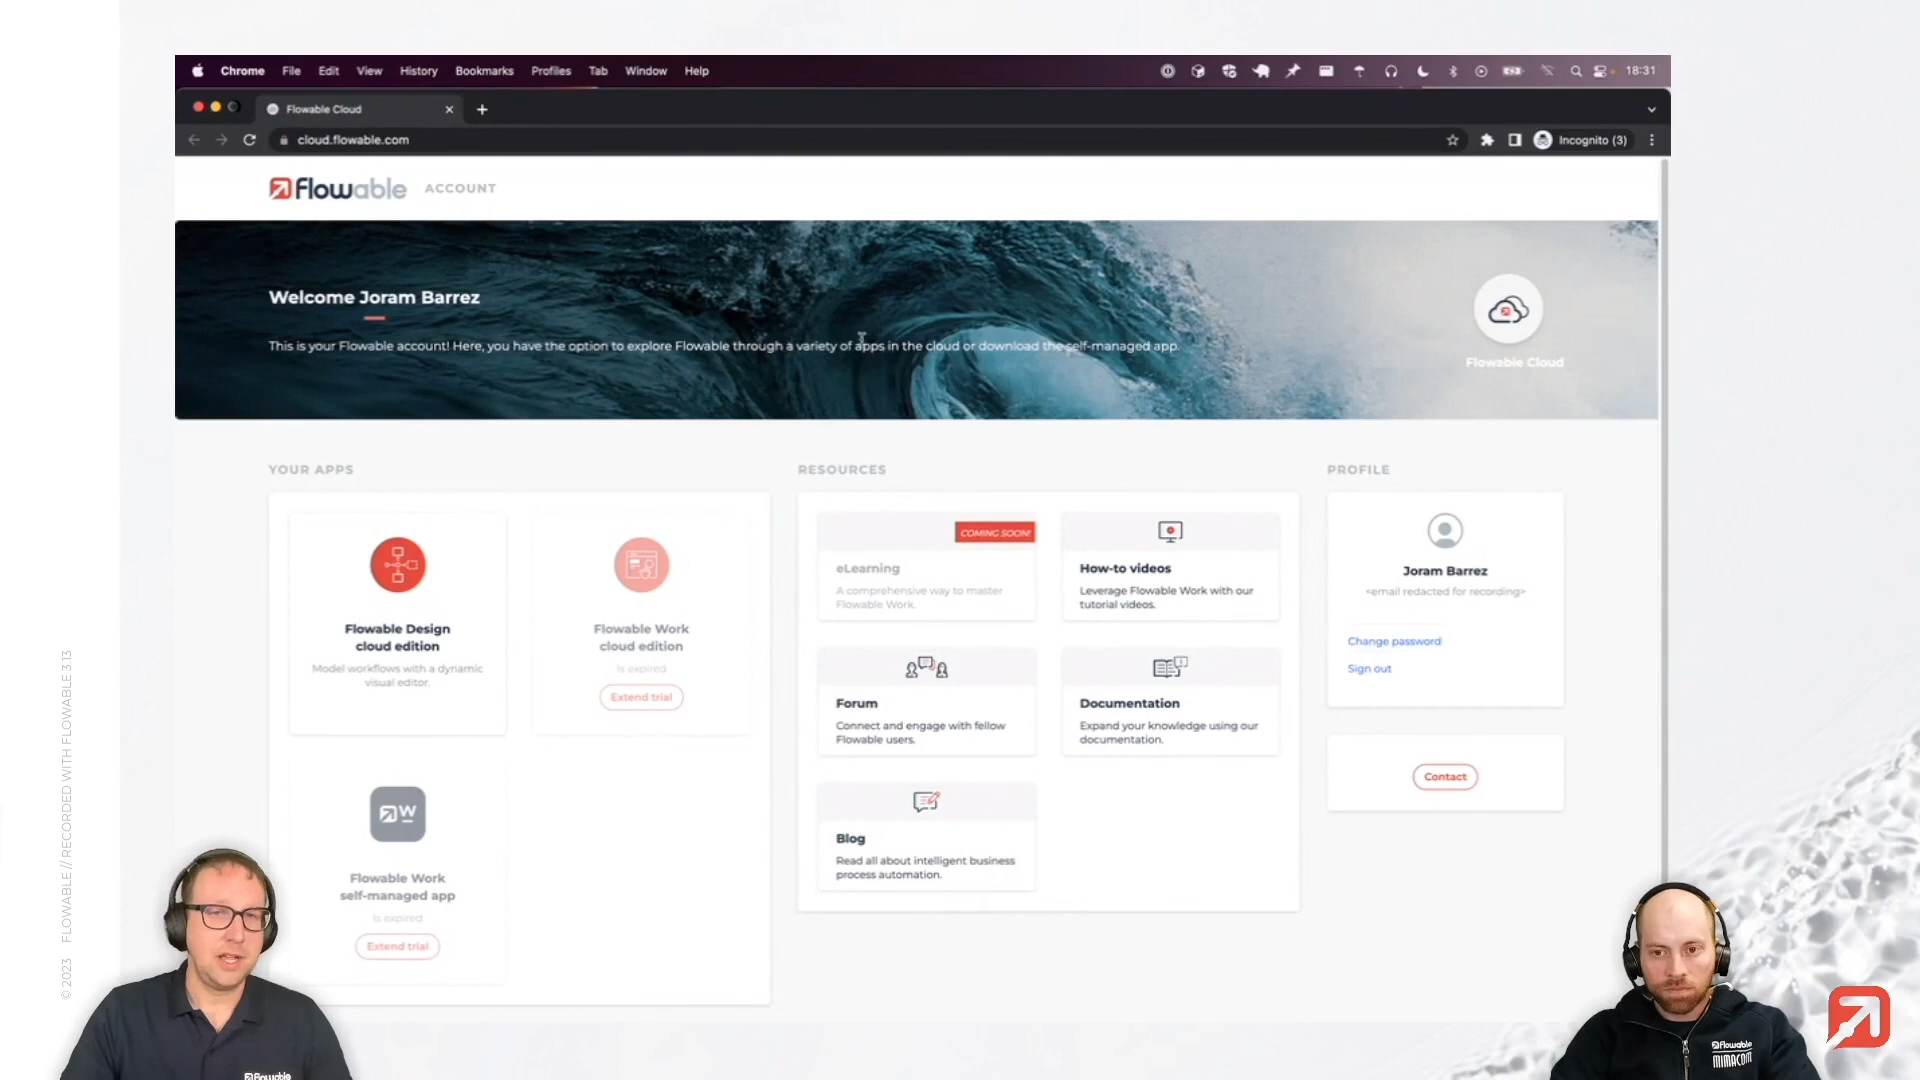 Chrome File Edit View History Bookmarks Profiles Tab Window Help 18:31
Flowable Cloud
cloud.flowable.com Incognito (3)
Flowable ACCOUNT
Welcome Joram Barrez
This is your Flowable account! Here, you have the option to explore Flowable through a variety of apps in the cloud or download the self-managed app.
Flowable Cloud
YOUR APPS
Flowable Design
cloud edition
Model workflows with a dynamic
visual editor.
Flowable Work
cloud edition
Is expired
Extend trial
Flowable Work
self-managed app
Is expired
Extend trial
RESOURCES
COMING SOON!
eLearning
A comprehensive way to master
Flowable Work.
How-to videos
Leverage Flowable Work with our
tutorial videos.
Forum
Connect and engage with fellow
Flowable users.
Documentation
Expand your knowledge using our
documentation.
Blog
Read all about intelligent business
process automation.
PROFILE
Joram Barrez
<email redacted for recording>
Change password
Sign out
Contact
© 2023 FLOWABLE // RECORDED WITH FLOWABLE 3.13
Flowable
Flowable
MIMACOM